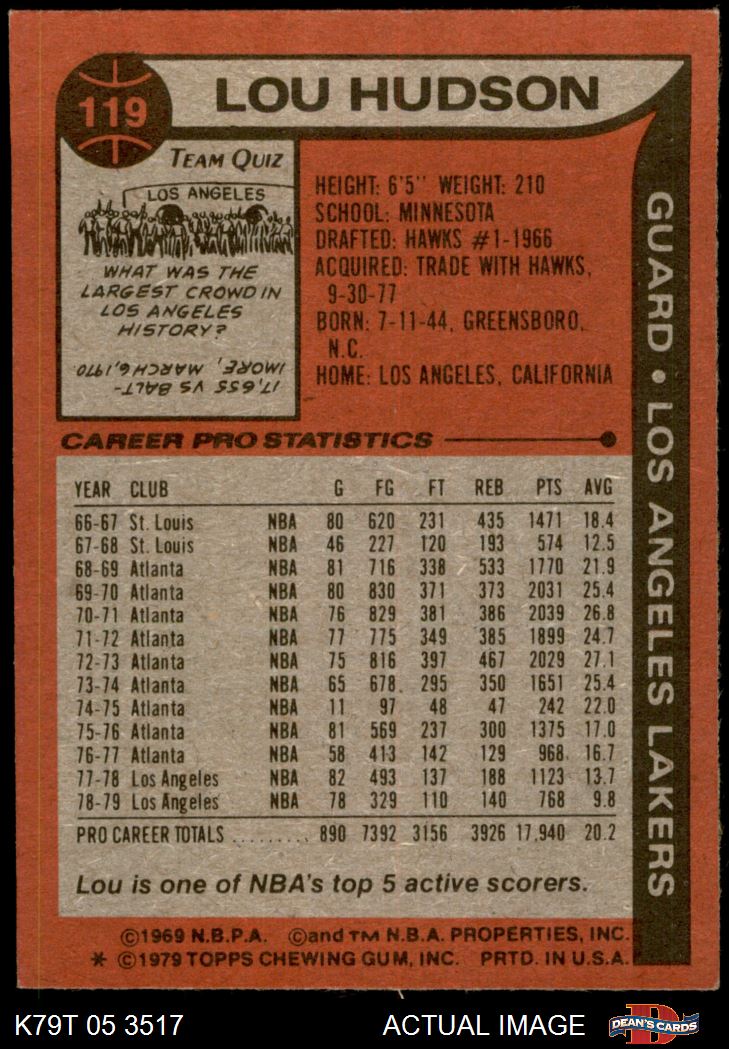 119
LOU HUDSON
TEAM QUIZ
LOS ANGELES
WHAT WAS THE
LARGEST CROWD IN
LOS ANGELES
HISTORY?
17,655 VS BALT-
IMORE, MARCH 6, 1970
HEIGHT: 6'5" WEIGHT: 210
SCHOOL: MINNESOTA
DRAFTED: HAWKS #1-1966
ACQUIRED: TRADE WITH HAWKS,
9-30-77
BORN: 7-11-44, GREENSBORO,
N.C.
HOME: LOS ANGELES, CALIFORNIA
GUARD • LOS ANGELES LAKERS
CAREER PRO STATISTICS
YEAR CLUB G FG FT REB PTS AVG
66-67 St. Louis NBA 80 620 231 435 1471 18.4
67-68 St. Louis NBA 46 227 120 193 574 12.5
68-69 Atlanta NBA 81 716 338 533 1770 21.9
69-70 Atlanta NBA 80 830 371 373 2031 25.4
70-71 Atlanta NBA 76 829 381 386 2039 26.8
71-72 Atlanta NBA 77 775 349 385 1899 24.7
72-73 Atlanta NBA 75 816 397 467 2029 27.1
73-74 Atlanta NBA 65 678 295 350 1651 25.4
74-75 Atlanta NBA 11 97 48 47 242 22.0
75-76 Atlanta NBA 81 569 237 300 1375 17.0
76-77 Atlanta NBA 58 413 142 129 968 16.7
77-78 Los Angeles NBA 82 493 137 188 1123 13.7
78-79 Los Angeles NBA 78 329 110 140 768 9.8
PRO CAREER TOTALS ......... 890 7392 3156 3926 17,940 20.2
Lou is one of NBA's top 5 active scorers.
©1969 N.B.P.A. ©and TM N.B.A. PROPERTIES, INC.
* ©1979 TOPPS CHEWING GUM, INC. PRTD. IN U.S.A.
K79T 05 3517 ACTUAL IMAGE
DEAN'S CARDS